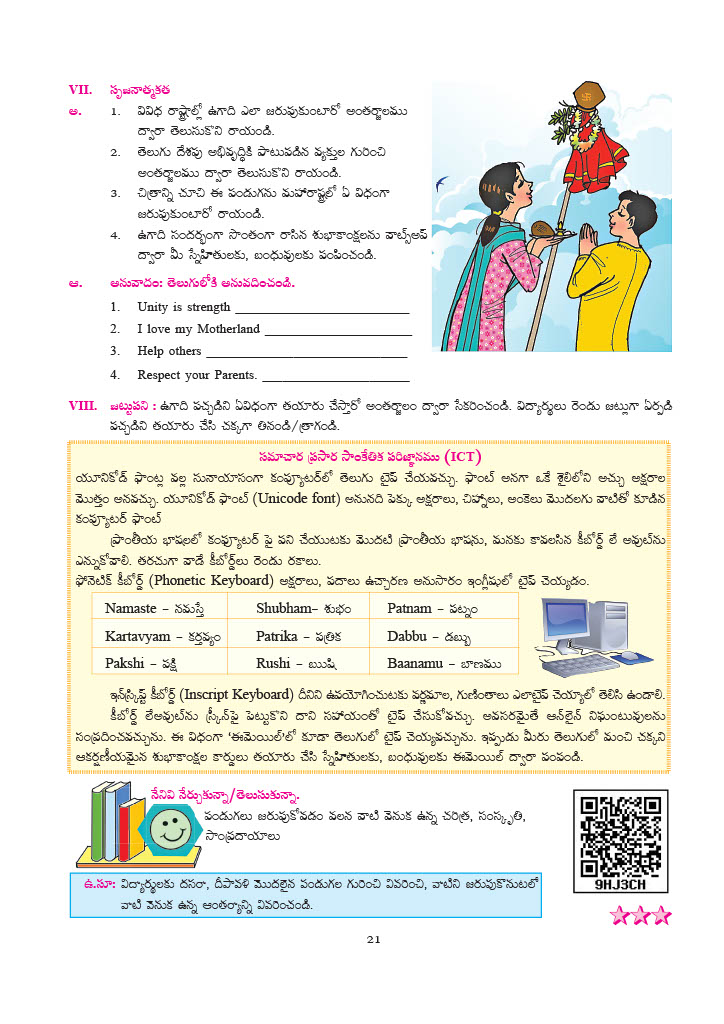 VII. సృజనాత్మకత
అ. 1. వివిధ రాష్ట్రాల్లో ఉగాది ఎలా జరుపుకుంటారో అంతర్జాలము
ద్వారా తెలుసుకొని రాయండి.
2. తెలుగు దేశపు అభివృద్ధికి పాటుపడిన వ్యక్తుల గురించి
అంతర్జాలము ద్వారా తెలుసుకొని రాయండి.
3. చిత్రాన్ని చూచి ఈ పండుగను మహారాష్ట్రలో ఏ విధంగా
జరుపుకుంటారో రాయండి.
4. ఉగాది సందర్భంగా సొంతంగా రాసిన శుభాకాంక్షలను వాట్స్అప్
ద్వారా మీ స్నేహితులకు, బంధువులకు పంపించండి.
ఆ. అనువాదం: తెలుగులోకి అనువదించండి.
1. Unity is strength ________________________
2. I love my Motherland ____________________
3. Help others ____________________________
4. Respect your Parents. ____________________
VIII. జట్టుపని : ఉగాది పచ్చడిని ఏవిధంగా తయారు చేస్తారో అంతర్జాలం ద్వారా సేకరించండి. విద్యార్థులు రెండు జట్లుగా ఏర్పడి
పచ్చడిని తయారు చేసి చక్కగా తినండి/త్రాగండి.
సమాచార ప్రసార సాంకేతిక పరిజ్ఞానము (ICT)
యూనికోడ్ ఫాంట్ల వల్ల సునాయాసంగా కంప్యూటర్‌లో తెలుగు టైప్ చేయవచ్చు. ఫాంట్ అనగా ఒకే శైలిలోని అచ్చు అక్షరాల
మొత్తం అనవచ్చు. యూనికోడ్ ఫాంట్ (Unicode font) అనునది పెక్కు అక్షరాలు, చిహ్నాలు, అంకెలు మొదలగు వాటితో కూడిన
కంప్యూటర్ ఫాంట్
ప్రాంతీయ భాషలలో కంప్యూటర్ పై పని చేయుటకు మొదటి ప్రాంతీయ భాషను, మనకు కావలసిన కీబోర్డ్ లే అవుట్‌ను
ఎన్నుకోవాలి. తరచుగా వాడే కీబోర్డ్‌లు రెండు రకాలు.
ఫోనెటిక్ కీబోర్డ్ (Phonetic Keyboard) అక్షరాలు, పదాలు ఉచ్చారణ అనుసారం ఇంగ్లీషులో టైప్ చెయ్యడం.
Namaste – నమస్తే Shubham– శుభం Patnam – పట్నం
Kartavyam – కర్తవ్యం Patrika – పత్రిక Dabbu – డబ్బు
Pakshi – పక్షి Rushi – ఋషి Baanamu – బాణము
ఇన్‌స్క్రిప్ట్ కీబోర్డ్ (Inscript Keyboard) దీనిని ఉపయోగించుటకు వర్ణమాల, గుణింతాలు ఎలాటైప్ చెయ్యాలో తెలిసి ఉండాలి.
కీబోర్డ్ లేఅవుట్‌ను స్క్రీన్‌పై పెట్టుకొని దాని సహాయంతో టైప్ చేసుకోవచ్చు. అవసరమైతే ఆన్‌లైన్ నిఘంటువులను
సంప్రదించవచ్చును. ఈ విధంగా ‘ఈమెయిల్’లో కూడా తెలుగులో టైప్ చెయ్యవచ్చును. ఇప్పుడు మీరు తెలుగులో మంచి చక్కని
ఆకర్షణీయమైన శుభాకాంక్షల కార్డులు తయారు చేసి స్నేహితులకు, బంధువులకు ఈమెయిల్ ద్వారా పంపండి.
నేనివి నేర్చుకున్నా/తెలుసుకున్నా.
పండుగలు జరుపుకోవడం వలన వాటి వెనుక ఉన్న చరిత్ర, సంస్కృతి,
సాంప్రదాయాలు
9HJ3CH
ఉ.సూ: విద్యార్థులకు దసరా, దీపావళి మొదలైన పండుగల గురించి వివరించి, వాటిని జరుపుకొనుటలో
వాటి వెనుక ఉన్న ఆంతర్యాన్ని వివరించండి.
21